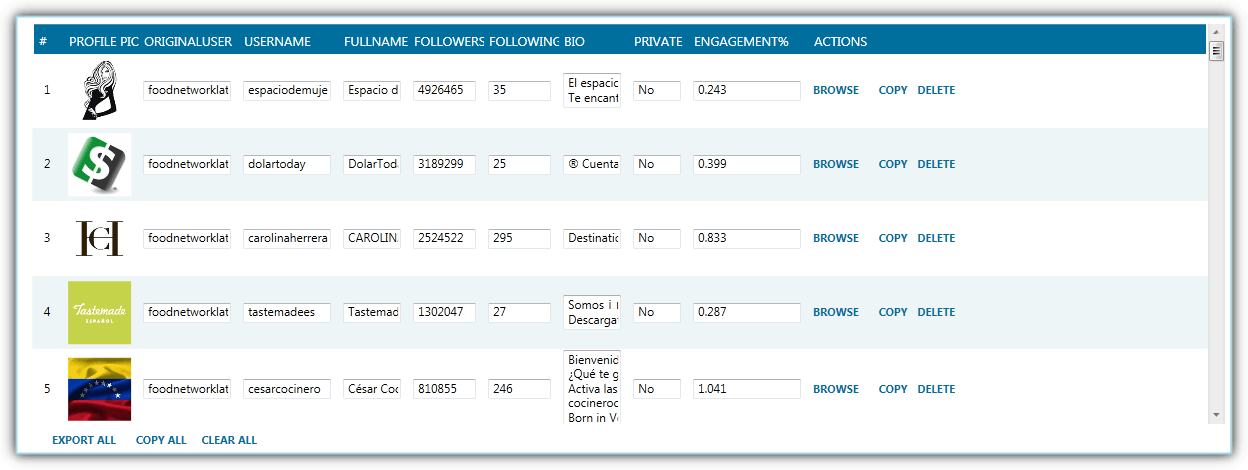 # PROFILE PIC ORIGINALUSER USERNAME FULLNAME FOLLOWERS FOLLOWING BIO PRIVATE ENGAGEMENT% ACTIONS
1 foodnetworklat espaciodemuje Espacio d 4926465 35 El espacio No 0.243 BROWSE COPY DELETE
Te encant
2 foodnetworklat dolartoday DolarToda 3189299 25 ® Cuenta No 0.399 BROWSE COPY DELETE
3 HC foodnetworklat carolinaherrera CAROLIN 2524522 295 Destinatio No 0.833 BROWSE COPY DELETE
4 Tastemade foodnetworklat tastemadees Tastemad 1302047 27 Somos i No 0.287 BROWSE COPY DELETE
ESPAÑOL Descarga
5 foodnetworklat cesarcocinero César Coc 810855 246 Bienvenid No 1.041 BROWSE COPY DELETE
¿Qué te g
Activa las
cocineroc
Born in V
EXPORT ALL COPY ALL CLEAR ALL